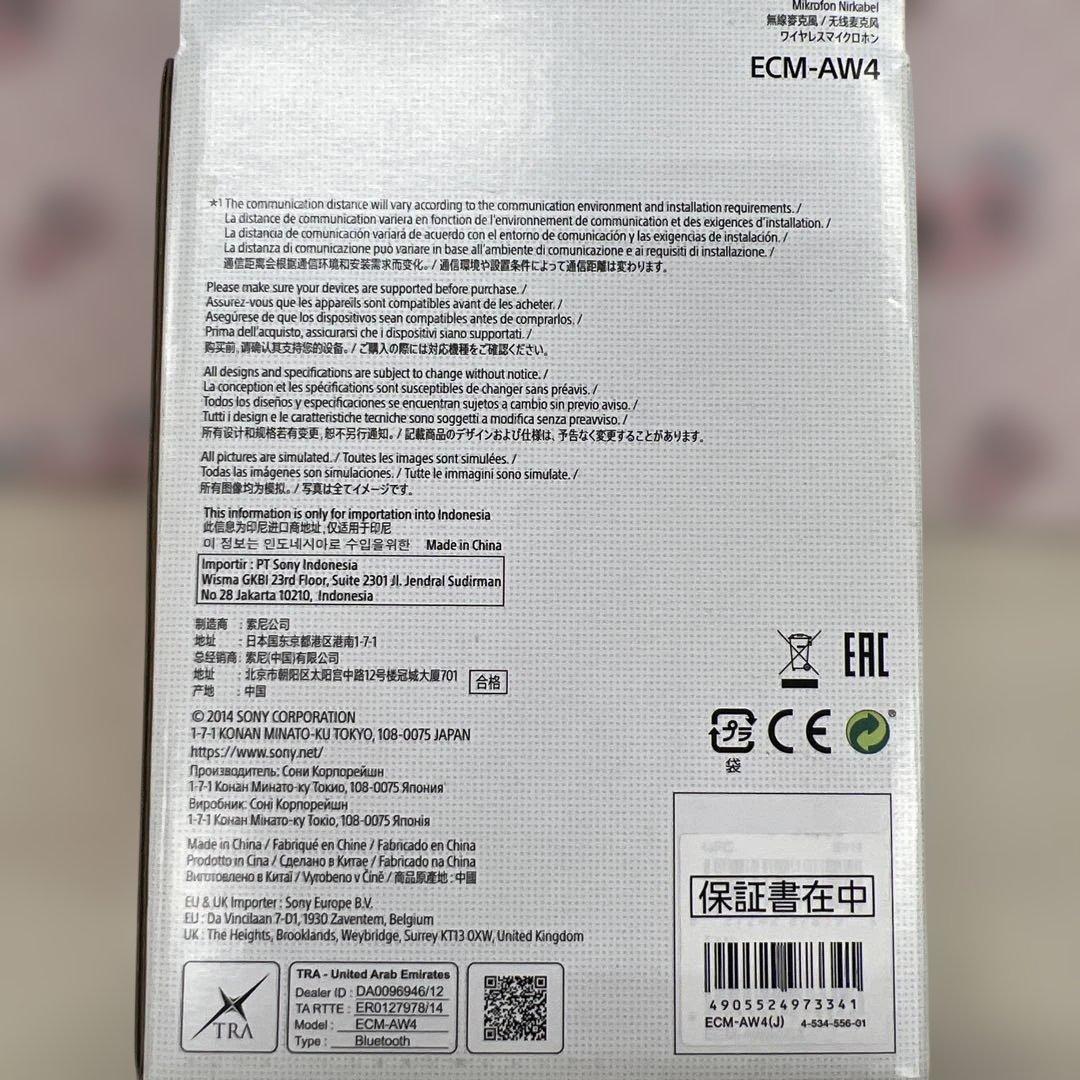 Mikrofon Nirkabel
無線麥克風 / 无线麦克风
ワイヤレスマイクロホン
ECM-AW4
*1 The communication distance will vary according to the communication environment and installation requirements. /
La distance de communication variera en fonction de l'environnement de communication et des exigences d'installation. /
La distancia de comunicación variará de acuerdo con el entorno de comunicación y las exigencias de instalación. /
La distanza di comunicazione può variare in base all'ambiente di comunicazione e ai requisiti di installazione. /
通信距离会根据通信环境和安装需求而变化。/ 通信環境や設置条件によって通信距離は変わります。
Please make sure your devices are supported before purchase. /
Assurez-vous que les appareils sont compatibles avant de les acheter. /
Asegúrese de que los dispositivos sean compatibles antes de comprarlos. /
Prima dell'acquisto, assicurarsi che i dispositivi siano supportati. /
购买前,请确认其支持您的设备。/ ご購入の際には対応機種をご確認ください。
All designs and specifications are subject to change without notice. /
La conception et les spécifications sont susceptibles de changer sans préavis. /
Todos los diseños y especificaciones se encuentran sujetos a cambio sin previo aviso. /
Tutti i design e le caratteristiche tecniche sono soggetti a modifica senza preavviso. /
所有设计和规格若有变更,恕不另行通知。/ 記載商品のデザインおよび仕様は、予告なく変更することがあります。
All pictures are simulated. / Toutes les images sont simulées. /
Todas las imágenes son simulaciones. / Tutte le immagini sono simulate. /
所有图像均为模拟。/ 写真は全てイメージです。
This information is only for importation into Indonesia
此信息为印尼进口商地址,仅适用于印尼
이 정보는 인도네시아로 수입을위한 Made in China
Importir : PT Sony Indonesia
Wisma GKBI 23rd Floor, Suite 2301 Jl. Jendral Sudirman
No 28 Jakarta 10210, Indonesia
制造商 : 索尼公司
地址 : 日本国东京都港区港南1-7-1
总经销商: 索尼(中国)有限公司
地址 : 北京市朝阳区太阳宫中路12号楼冠城大厦701 合格
产地 : 中国
EAC
© 2014 SONY CORPORATION
1-7-1 KONAN MINATO-KU TOKYO, 108-0075 JAPAN
https://www.sony.net/
プラ CE ®
袋
Производитель: Сони Корпорейшн
1-7-1 Конан Минато-ку Токио, 108-0075 Япония
Виробник: Соні Корпорейшн
1-7-1 Конан Мінато-ку Токіо, 108-0075 Японія
Made in China / Fabriqué en Chine / Fabricado en China
Prodotto in Cina / Сделано в Китае / Fabricado na China
Виготовлено в Китаї / Vyrobeno v Číně / 商品原產地 : 中國
EU & UK Importer : Sony Europe B.V.
EU : Da Vincilaan 7-D1, 1930 Zaventem, Belgium
UK : The Heights, Brooklands, Weybridge, Surrey KT13 0XW, United Kingdom
TRA
TRA - United Arab Emirates
Dealer ID : DA0096946/12
TA RTTE : ER0127978/14
Model : ECM-AW4
Type : Bluetooth
保証書在中
4905524973341
ECM-AW4(J) 4-534-556-01